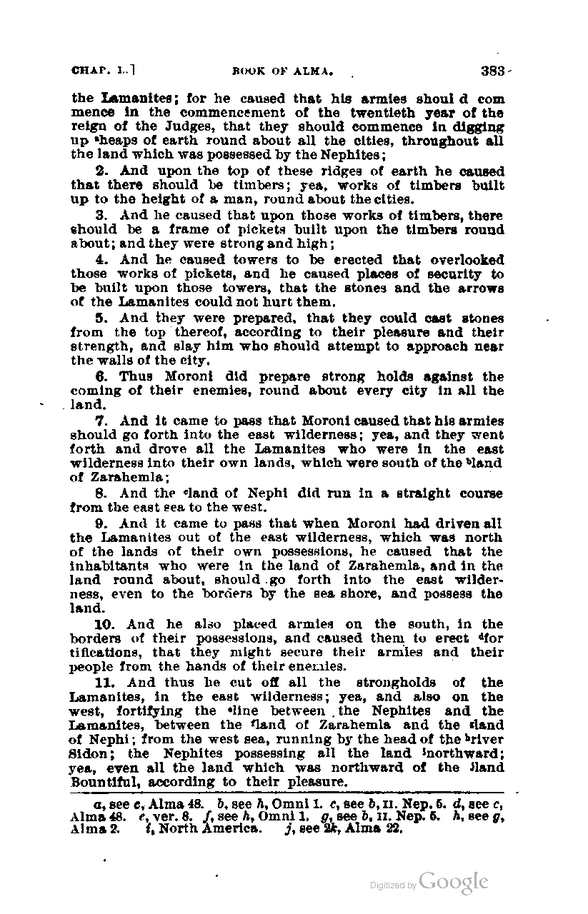 CHAP. L.] BOOK OF ALMA. 383
the Lamanites; for he caused that his armies shoul d com
mence in the commencement of the twentieth year of the
reign of the Judges, that they should commence in digging
up ᵃheaps of earth round about all the cities, throughout all
the land which was possessed by the Nephites;
2. And upon the top of these ridges of earth he caused
that there should be timbers; yea, works of timbers built
up to the height of a man, round about the cities.
3. And he caused that upon those works of timbers, there
should be a frame of pickets built upon the timbers round
about; and they were strong and high;
4. And he caused towers to be erected that overlooked
those works of pickets, and he caused places of security to
be built upon those towers, that the stones and the arrows
of the Lamanites could not hurt them.
5. And they were prepared, that they could cast stones
from the top thereof, according to their pleasure and their
strength, and slay him who should attempt to approach near
the walls of the city.
6. Thus Moroni did prepare strong holds against the
coming of their enemies, round about every city in all the
land.
7. And it came to pass that Moroni caused that his armies
should go forth into the east wilderness; yea, and they went
forth and drove all the Lamanites who were in the east
wilderness into their own lands, which were south of the ᵇland
of Zarahemla;
8. And the ᶜland of Nephi did run in a straight course
from the east sea to the west.
9. And it came to pass that when Moroni had driven all
the Lamanites out of the east wilderness, which was north
of the lands of their own possessions, he caused that the
inhabitants who were in the land of Zarahemla, and in the
land round about, should go forth into the east wilder-
ness, even to the borders by the sea shore, and possess the
land.
10. And he also placed armies on the south, in the
borders of their possessions, and caused them to erect ᵈfor
tifications, that they might secure their armies and their
people from the hands of their enemies.
11. And thus he cut off all the strongholds of the
Lamanites, in the east wilderness; yea, and also on the
west, fortifying the ᵉline between the Nephites and the
Lamanites, between the ᶠland of Zarahemla and the ᵍland
of Nephi; from the west sea, running by the head of the ʰriver
Sidon; the Nephites possessing all the land ⁱnorthward;
yea, even all the land which was northward of the ʲland
Bountiful, according to their pleasure.
a, see e, Alma 48. b, see h, Omni 1. c, see b, II. Nep. 5. d, see c,
Alma 48. e, ver. 8. f, see h, Omni 1. g, see b, II. Nep. 5. h, see g,
Alma 2. i, North America. j, see 2k, Alma 22.
Digitized by Google